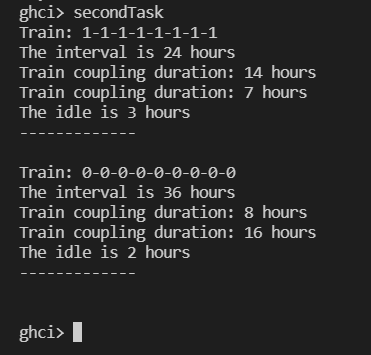 ghci> secondTask
Train: 1-1-1-1-1-1-1-1
The interval is 24 hours
Train coupling duration: 14 hours
Train coupling duration: 7 hours
The idle is 3 hours
-------------
Train: 0-0-0-0-0-0-0-0-0
The interval is 36 hours
Train coupling duration: 8 hours
Train coupling duration: 16 hours
The idle is 2 hours
-------------
ghci>